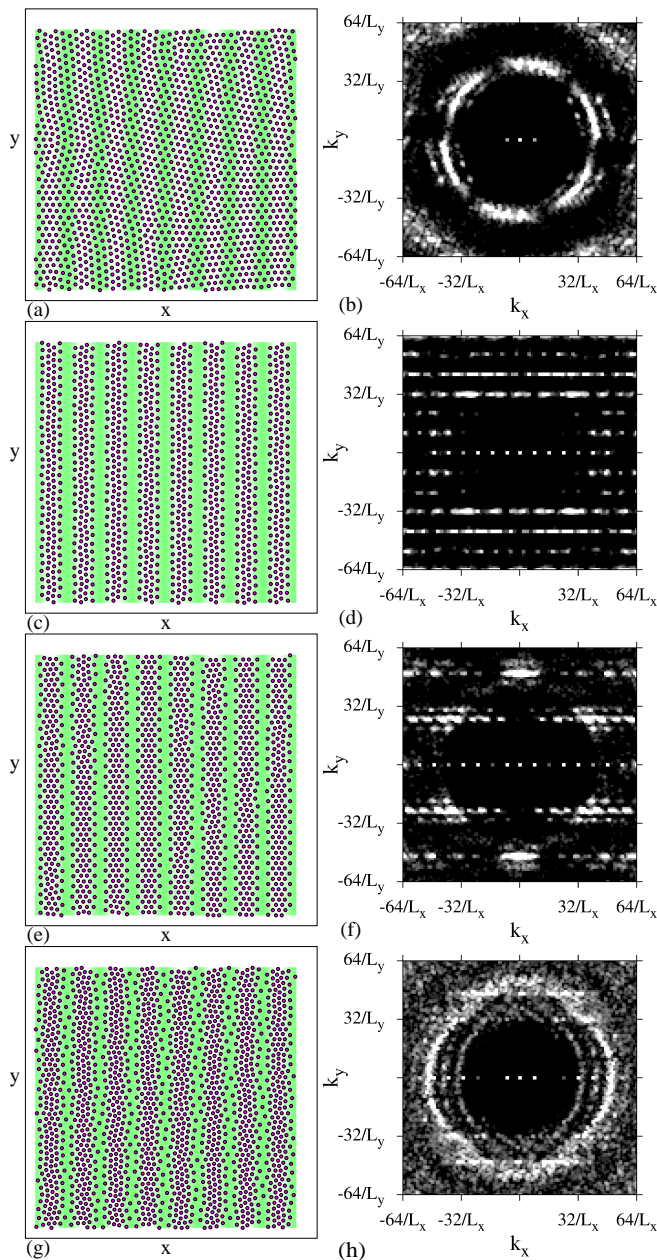 y
x
(a)
64/L_y
32/L_y
k_y
-32/L_y
-64/L_y
-64/L_x -32/L_x 32/L_x 64/L_x
(b) k_x
y
x
(c)
64/L_y
32/L_y
k_y
-32/L_y
-64/L_y
-64/L_x -32/L_x 32/L_x 64/L_x
(d) k_x
y
x
(e)
64/L_y
32/L_y
k_y
-32/L_y
-64/L_y
-64/L_x -32/L_x 32/L_x 64/L_x
(f) k_x
y
x
(g)
64/L_y
32/L_y
k_y
-32/L_y
-64/L_y
-64/L_x -32/L_x 32/L_x 64/L_x
(h) k_x